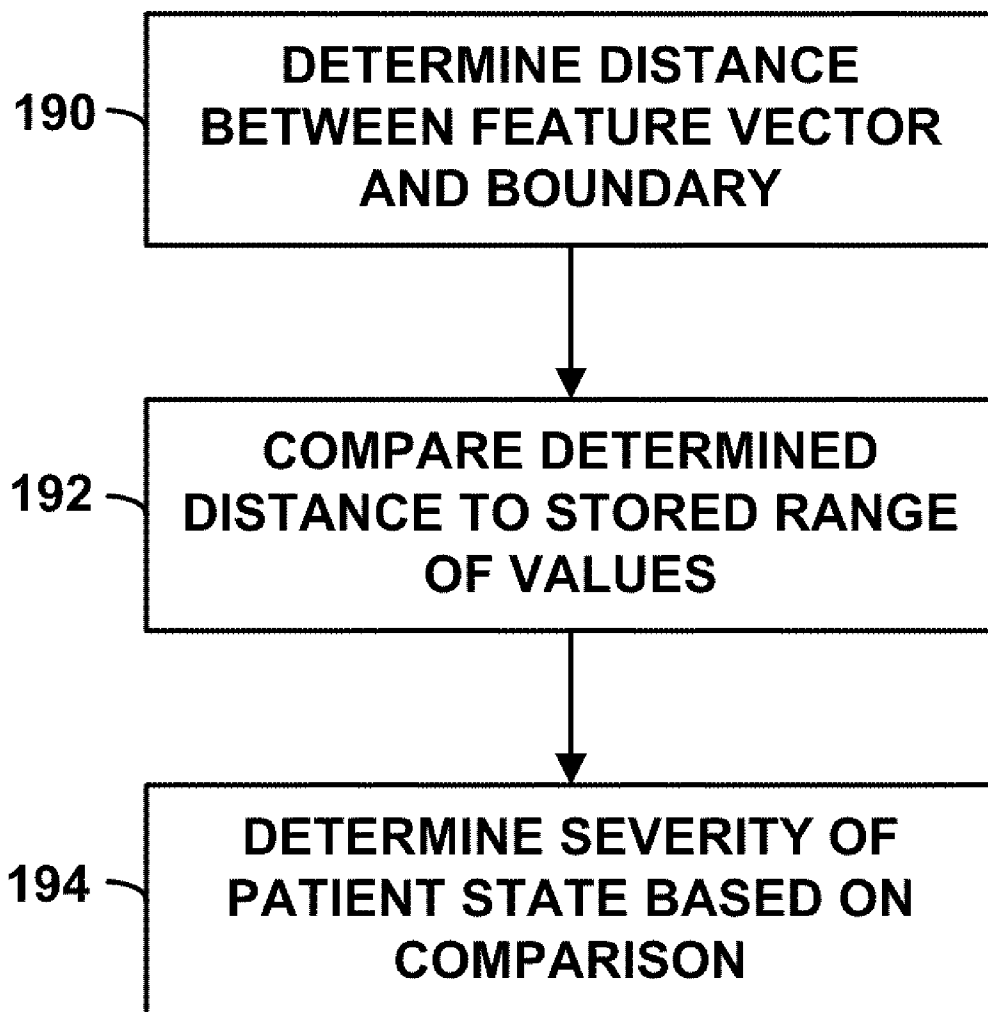 190
DETERMINE DISTANCE
BETWEEN FEATURE VECTOR
AND BOUNDARY
192
COMPARE DETERMINED
DISTANCE TO STORED RANGE
OF VALUES
194
DETERMINE SEVERITY OF
PATIENT STATE BASED ON
COMPARISON